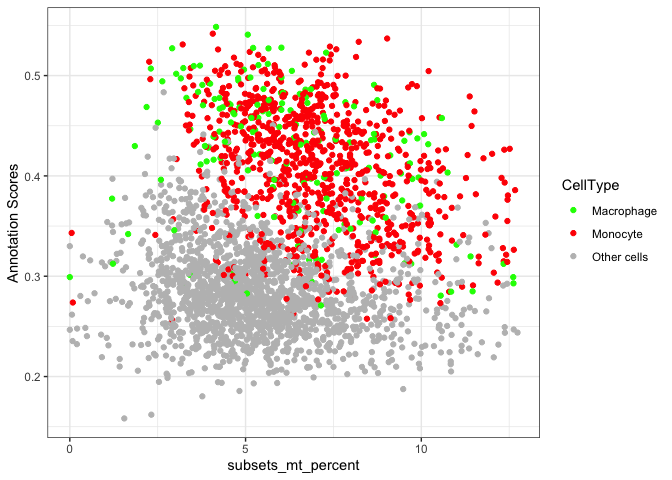 0.5
0.4
0.3
0.2
Annotation Scores
0
5
10
subsets_mt_percent
CellType
Macrophage
Monocyte
Other cells